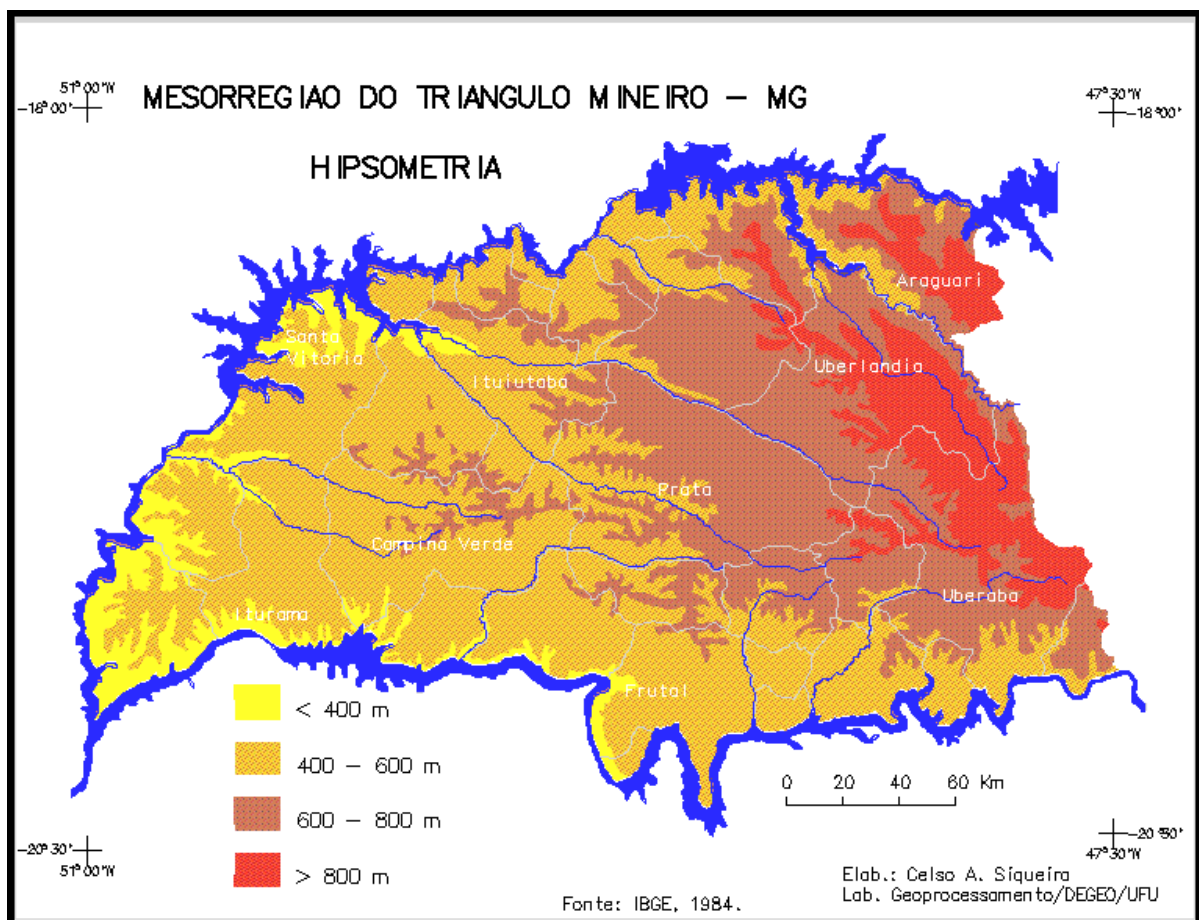 51°00'W
-18°00'
MESORREGIAO DO TRIANGULO MINEIRO - MG
47°30'W
-18°00'
HIPSOMETRIA
Araguari
Santa
Vitoria
Uberlandia
Ituiutaba
Prata
Campina Verde
Uberaba
Iturama
Frutal
< 400 m
400 - 600 m
600 - 800 m
> 800 m
0 20 40 60 Km
-20°30'
51°00'W
-20°50'
47°30'W
Elab.: Celso A. Siqueira
Lab. Geoprocessamento/DEGEO/UFU
Fonte: IBGE, 1984.